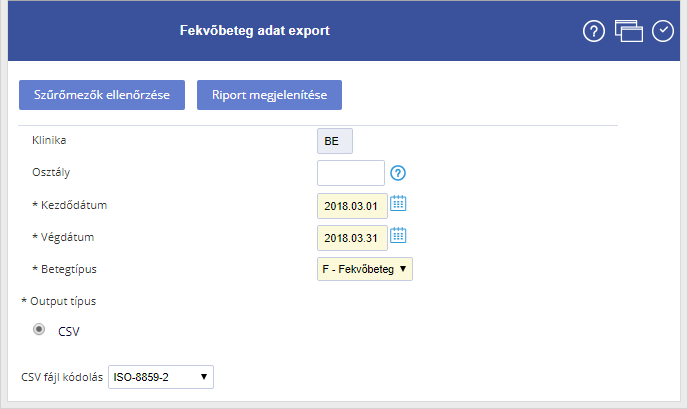 Fekvőbeteg adat export
Szűrőmezők ellenőrzése Riport megjelenítése
Klinika BE
Osztály
* Kezdődátum 2018.03.01
* Végdátum 2018.03.31
* Betegtípus F - Fekvőbeteg
* Output típus
CSV
CSV fájl kódolás ISO-8859-2